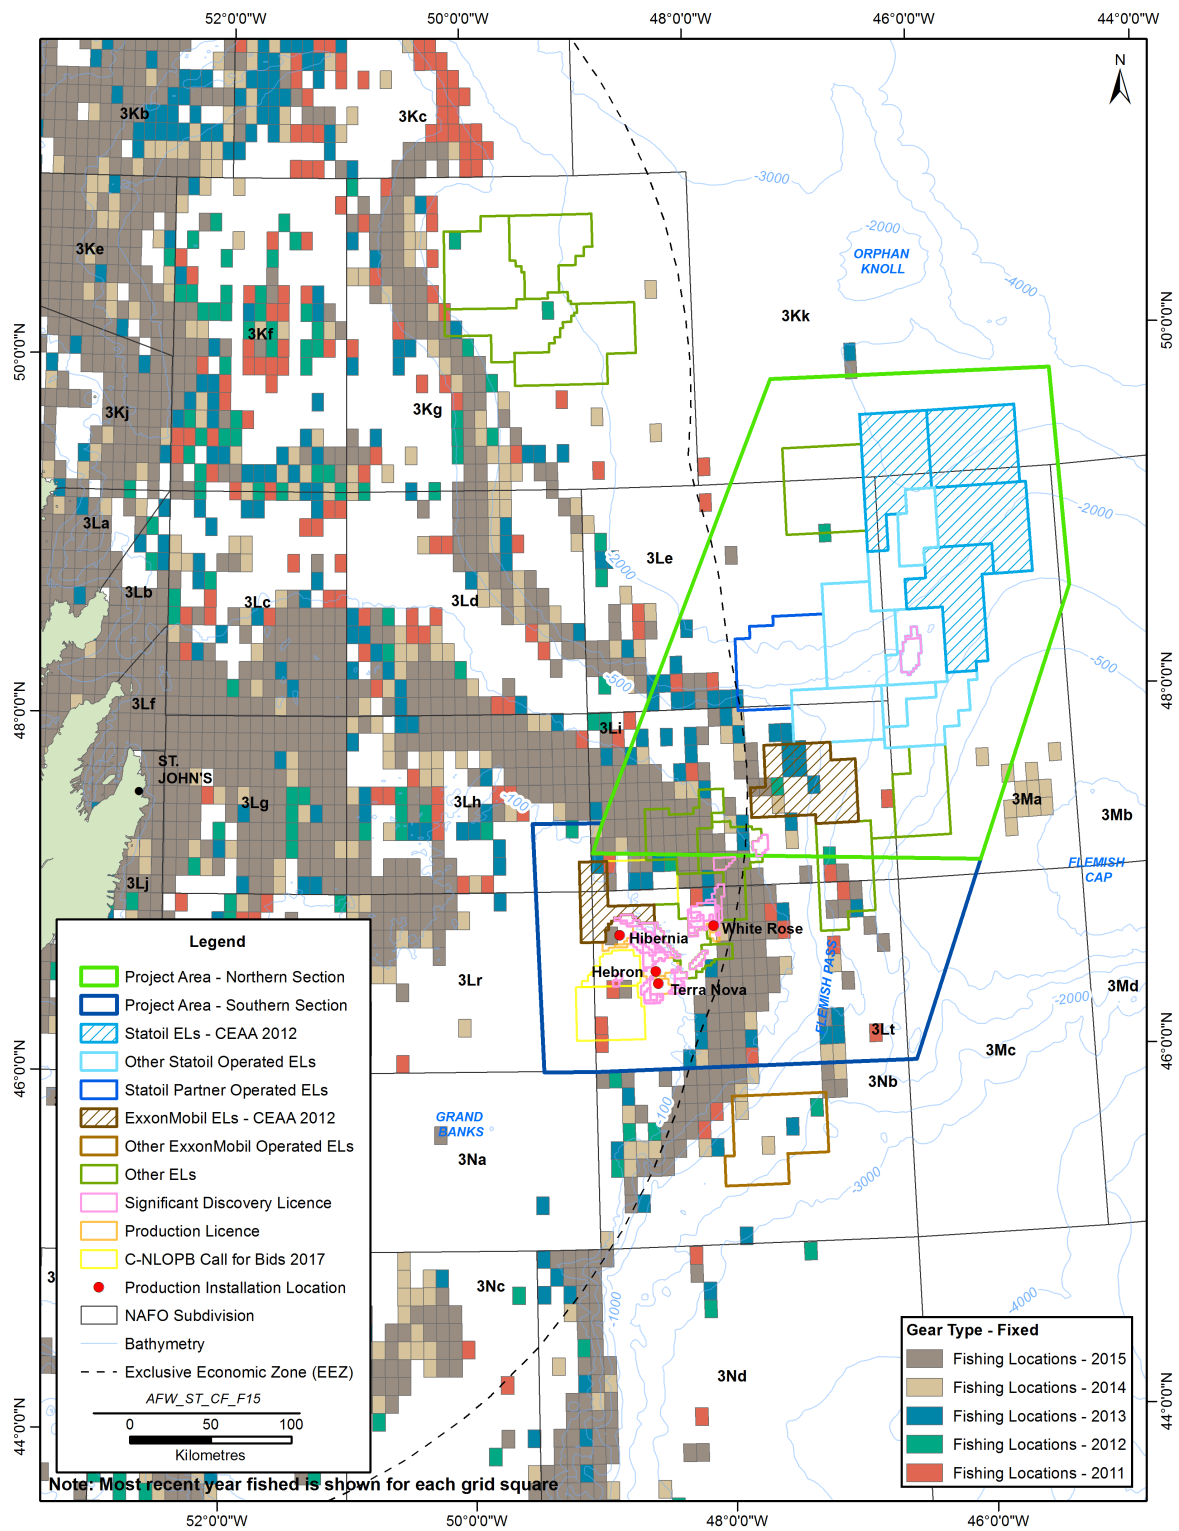 52°0'0"W 50°0'0"W 48°0'0"W 46°0'0"W 44°0'0"W
N
3Kb
3Kc
-3000
-2000
ORPHAN
KNOLL
3Ke
-4000
3Kk
50°0'0"N
50°0'0"N
3Kf
3Kj
3Kg
3La
-2000
3Le
-2000
3Lb
3Lc
3Ld
-500
-500
48°0'0"N
48°0'0"N
3Lf
3Li
ST.
JOHN'S
3Lg
3Lh
-100
3Ma
3Mb
FLEMISH
CAP
3Lj
White Rose
Hibernia
Hebron
Terra Nova
3Lr
FLEMISH PASS
3Md
-2000
3Lt
3Mc
46°0'0"N
46°0'0"N
3Nb
-100
GRAND
BANKS
3Na
-3000
3
3Nc
-1000
-4000
3Nd
44°0'0"N
44°0'0"N
Legend
Project Area - Northern Section
Project Area - Southern Section
Statoil ELs - CEAA 2012
Other Statoil Operated ELs
Statoil Partner Operated ELs
ExxonMobil ELs - CEAA 2012
Other ExxonMobil Operated ELs
Other ELs
Significant Discovery Licence
Production Licence
C-NLOPB Call for Bids 2017
Production Installation Location
NAFO Subdivision
Bathymetry
Exclusive Economic Zone (EEZ)
AFW_ST_CF_F15
0 50 100
Kilometres
Note: Most recent year fished is shown for each grid square
Gear Type - Fixed
Fishing Locations - 2015
Fishing Locations - 2014
Fishing Locations - 2013
Fishing Locations - 2012
Fishing Locations - 2011
52°0'0"W 50°0'0"W 48°0'0"W 46°0'0"W